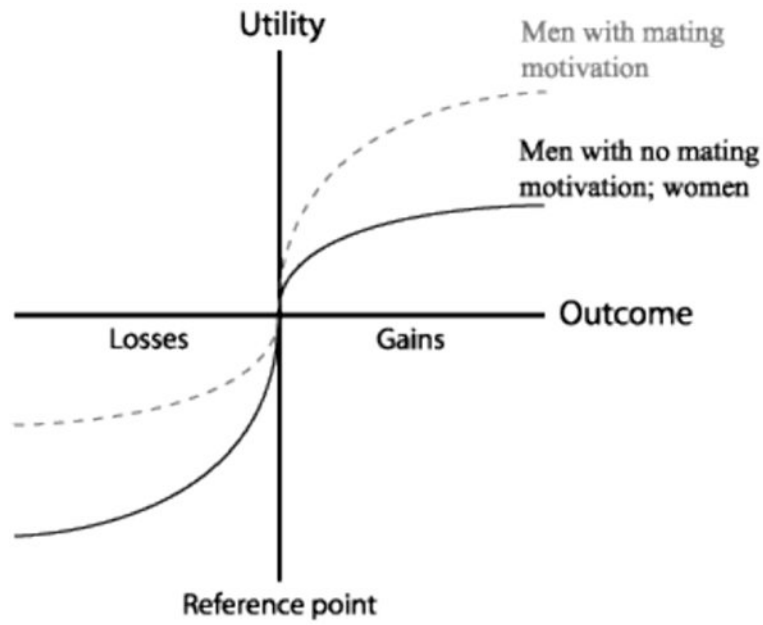 Utility
Men with mating
motivation
Men with no mating
motivation; women
Outcome
Losses
Gains
Reference point